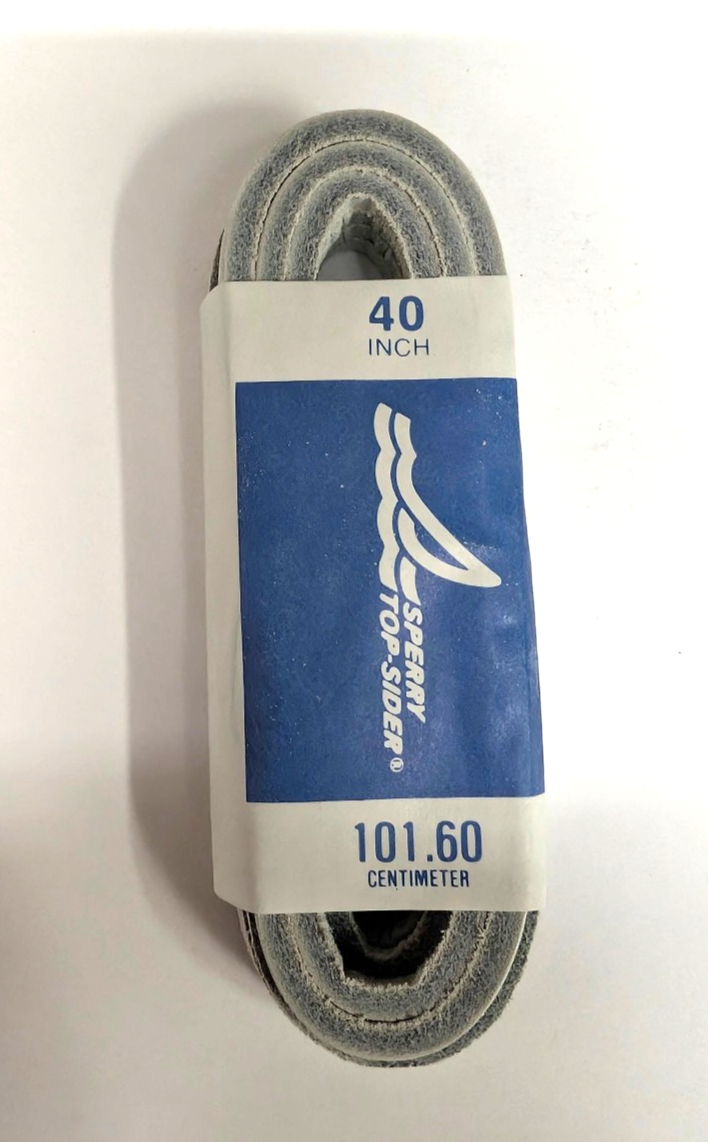 40
INCH
SPERRY
TOP-SIDER®
101.60
CENTIMETER